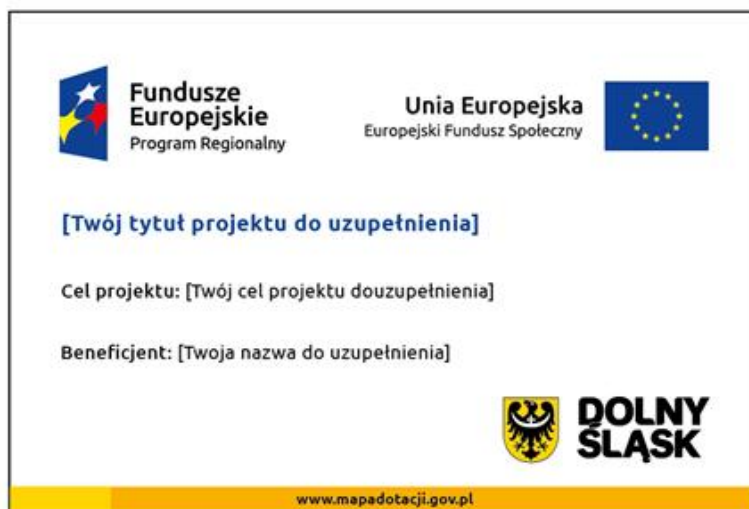 Fundusze
Europejskie
Program Regionalny
Unia Europejska
Europejski Fundusz Społeczny
[Twój tytuł projektu do uzupełnienia]
Cel projektu: [Twój cel projektu douzupełnienia]
Beneficjent: [Twoja nazwa do uzupełnienia]
DOLNY
ŚLĄSK
www.mapadotacji.gov.pl